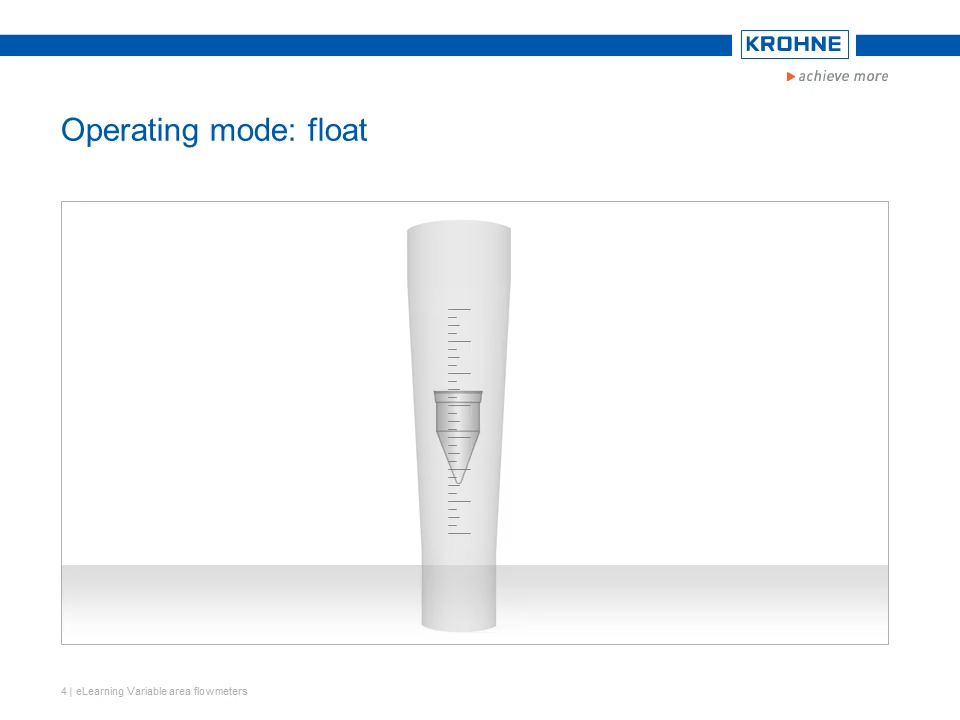 KROHNE
achieve more
Operating mode: float
4 | eLearning Variable area flowmeters